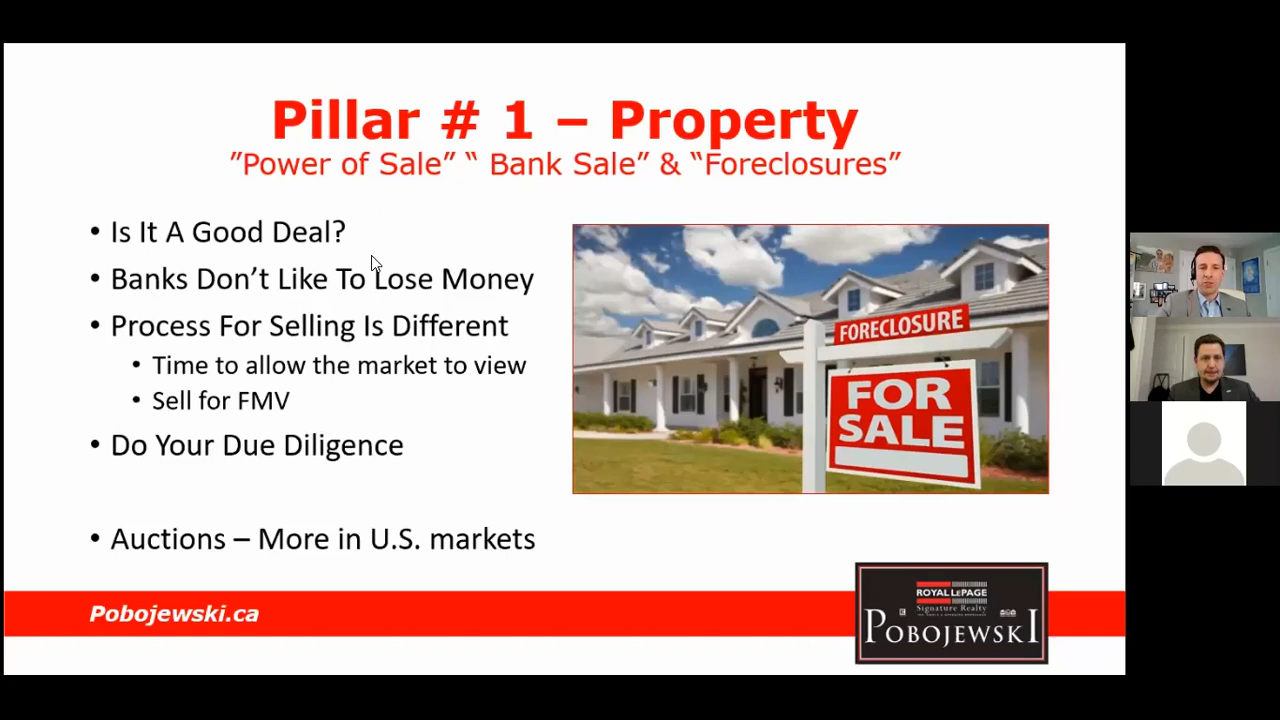 Pillar # 1 – Property
”Power of Sale” “ Bank Sale” & “Foreclosures”
• Is It A Good Deal?
• Banks Don’t Like To Lose Money
• Process For Selling Is Different
• Time to allow the market to view
• Sell for FMV
• Do Your Due Diligence
• Auctions – More in U.S. markets
FORECLOSURE
FOR
SALE
Pobojewski.ca
ROYAL LEPAGE
Signature Realty
POBOJEWSKI